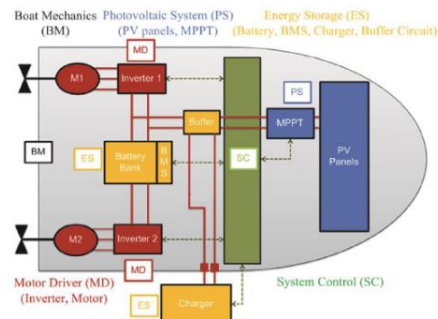 Boat Mechanics
(BM)
Photovoltaic System (PS)
(PV panels, MPPT)
Energy Storage (ES)
(Battery, BMS, Charger, Buffer Circuit)
MD
M1
Inverter 1
PS
Buffer
MPPT
BM
ES
Battery
Bank
BMS
SC
PV
Panels
M2
Inverter 2
MD
Motor Driver (MD)
(Inverter, Motor)
System Control (SC)
ES
Charger